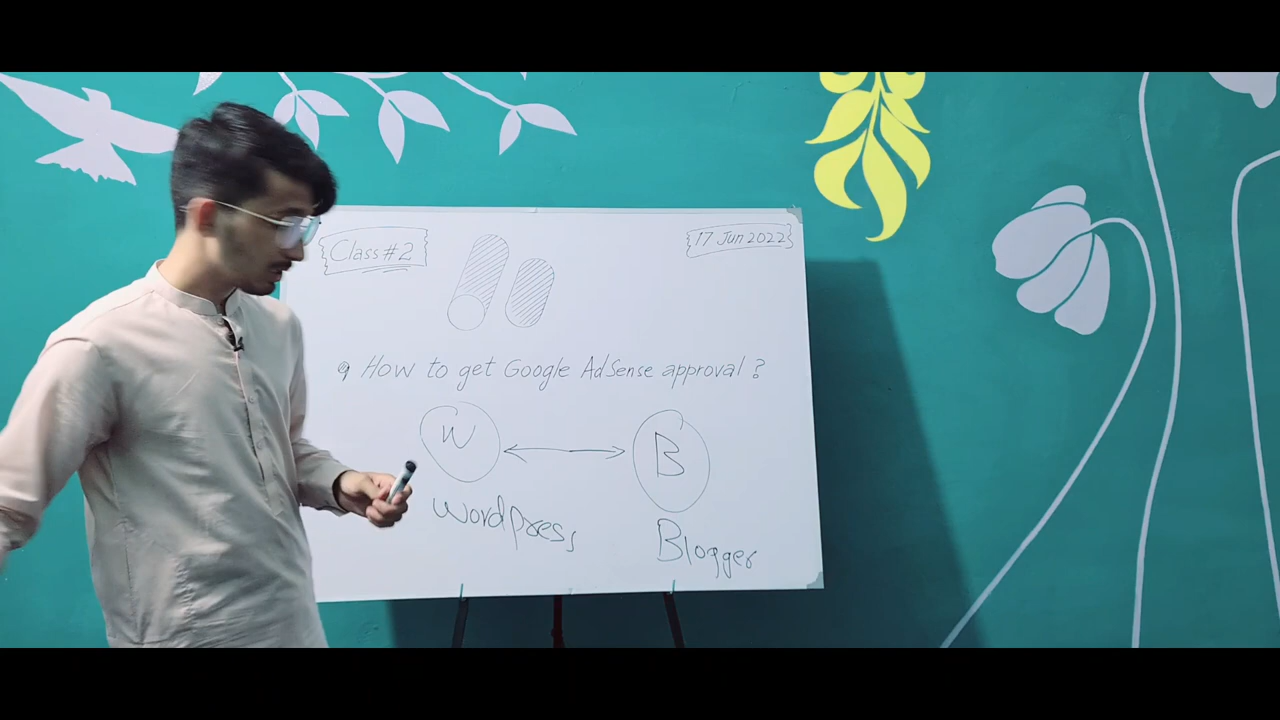 Class#2
17 Jun 2022
How to get Google AdSense approval?
W
B
Wordpress
Blogger